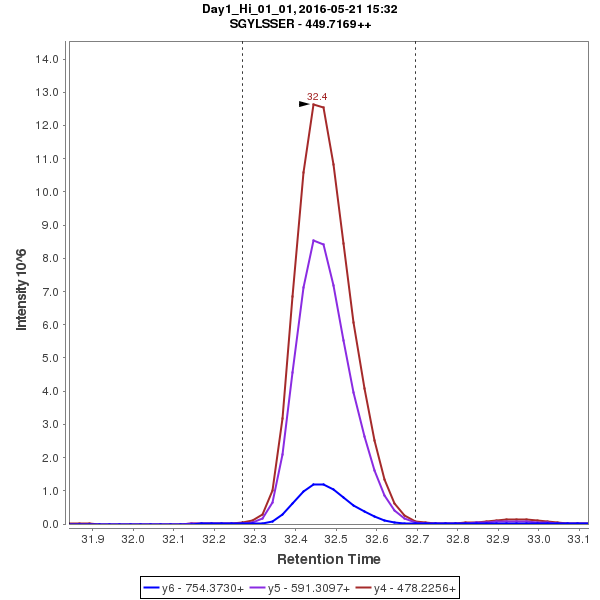 Day1_Hi_01_01, 2016-05-21 15:32
SGYLSSER - 449.7169++
14.0
13.0
12.0
11.0
10.0
9.0
8.0
7.0
6.0
5.0
4.0
3.0
2.0
1.0
0.0
Intensity 10^6
32.4
31.9 32.0 32.1 32.2 32.3 32.4 32.5 32.6 32.7 32.8 32.9 33.0 33.1
Retention Time
y6 - 754.3730+ y5 - 591.3097+ y4 - 478.2256+